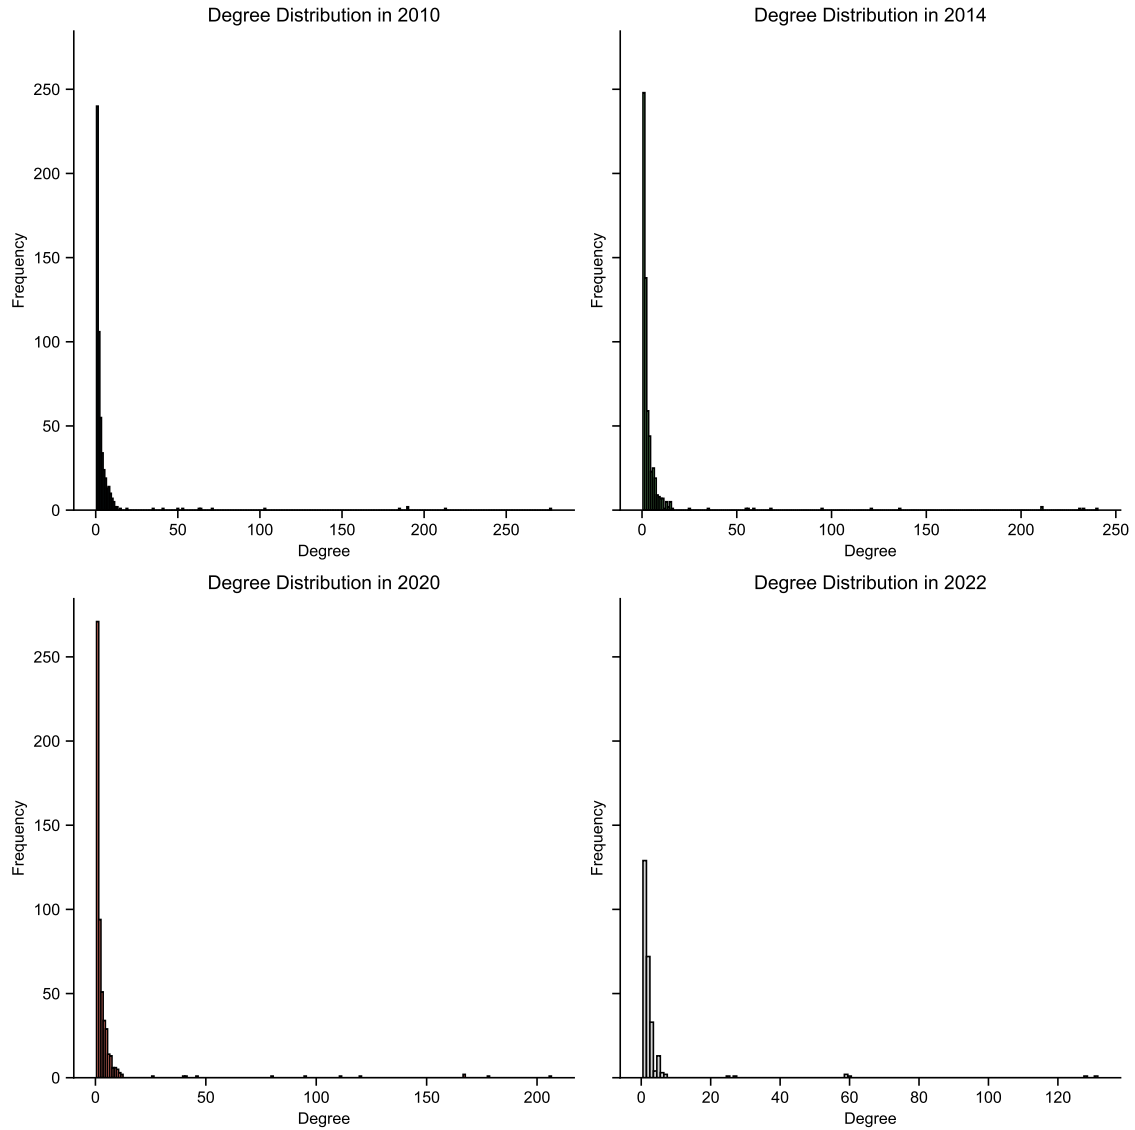 Degree Distribution in 2010
250
200
150
100
50
0
Frequency
0 50 100 150 200 250
Degree
Degree Distribution in 2014
Frequency
0 50 100 150 200 250
Degree
Degree Distribution in 2020
250
200
150
100
50
0
Frequency
0 50 100 150 200
Degree
Degree Distribution in 2022
Frequency
0 20 40 60 80 100 120
Degree